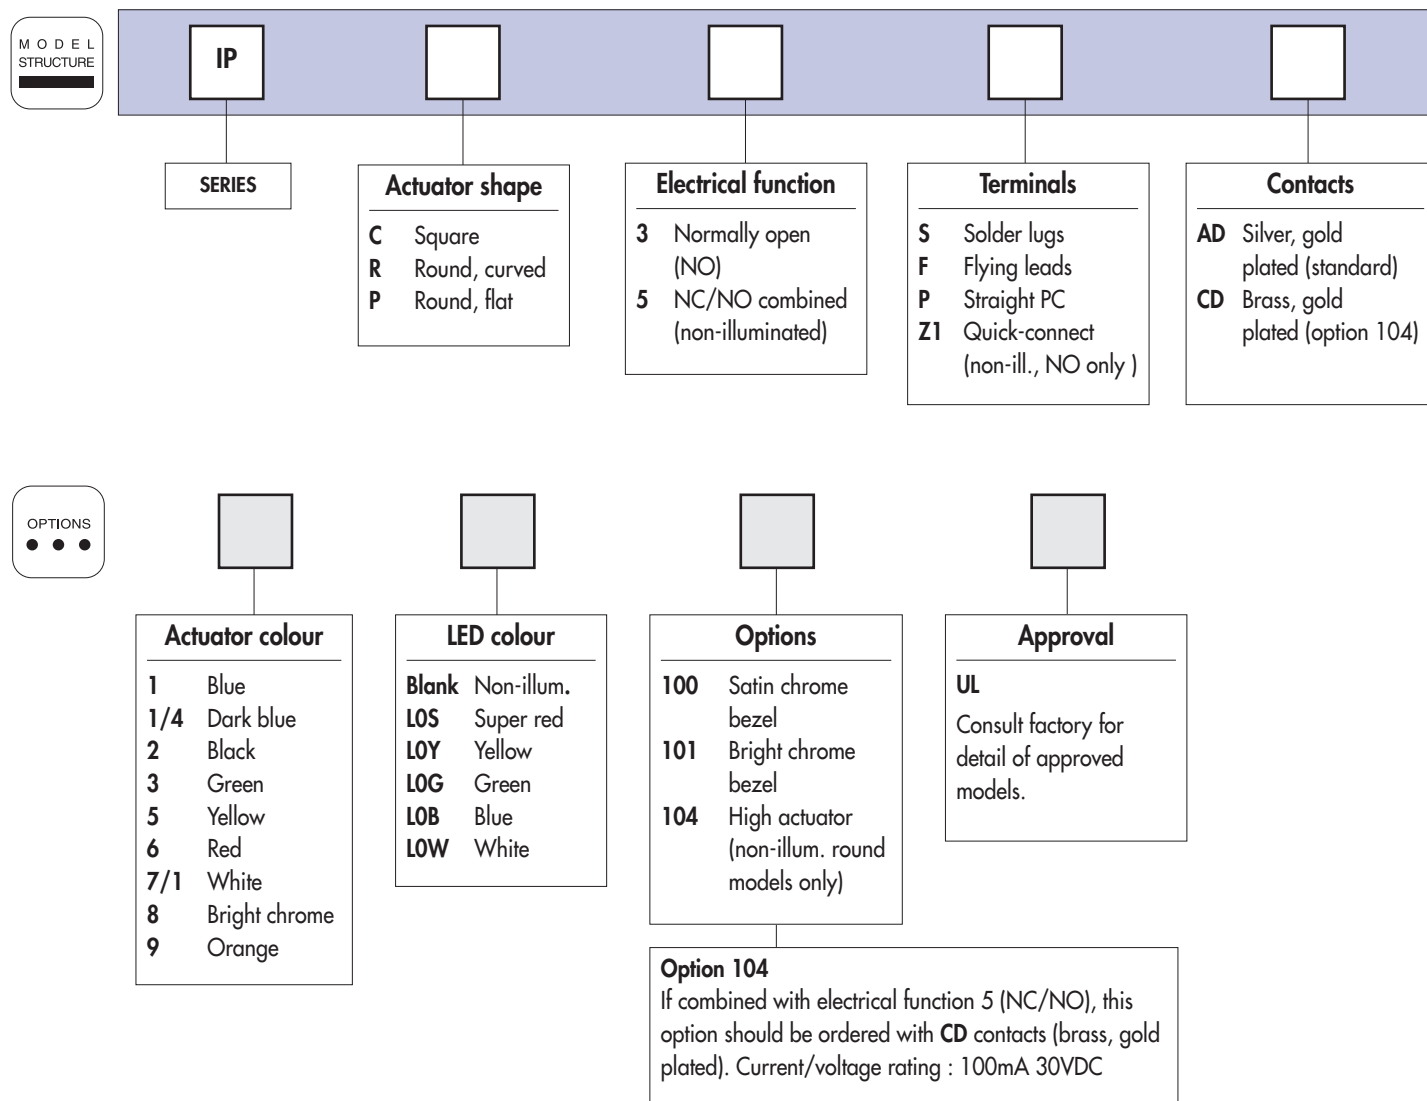 MODEL
STRUCTURE
IP
SERIES
Actuator shape
C Square
R Round, curved
P Round, flat
Electrical function
3 Normally open
(NO)
5 NC/NO combined
(non-illuminated)
Terminals
S Solder lugs
F Flying leads
P Straight PC
Z1 Quick-connect
(non-ill., NO only )
Contacts
AD Silver, gold
plated (standard)
CD Brass, gold
plated (option 104)
OPTIONS
Actuator colour
1 Blue
1/4 Dark blue
2 Black
3 Green
5 Yellow
6 Red
7/1 White
8 Bright chrome
9 Orange
LED colour
Blank Non-illum.
L0S Super red
L0Y Yellow
L0G Green
L0B Blue
L0W White
Options
100 Satin chrome
bezel
101 Bright chrome
bezel
104 High actuator
(non-illum. round
models only)
Approval
UL
Consult factory for
detail of approved
models.
Option 104
If combined with electrical function 5 (NC/NO), this
option should be ordered with CD contacts (brass, gold
plated). Current/voltage rating : 100mA 30VDC